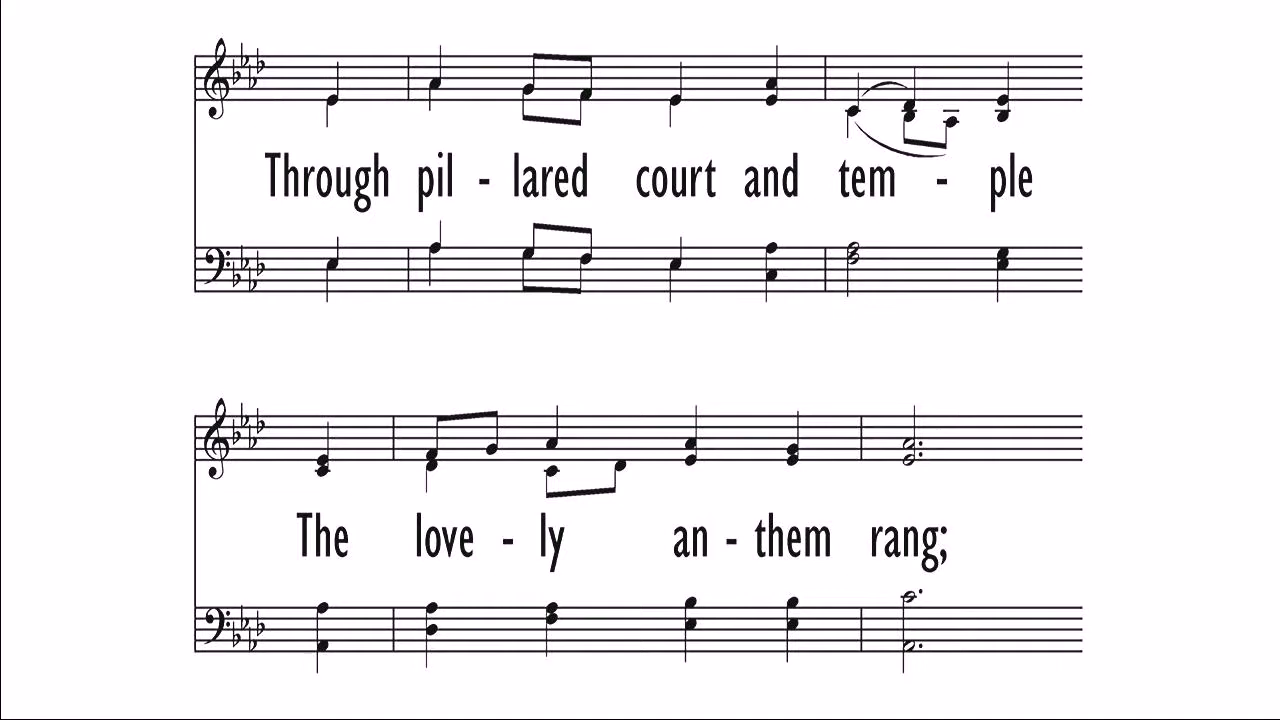 Through pil - lared court and tem - ple
The love - ly an - them rang;